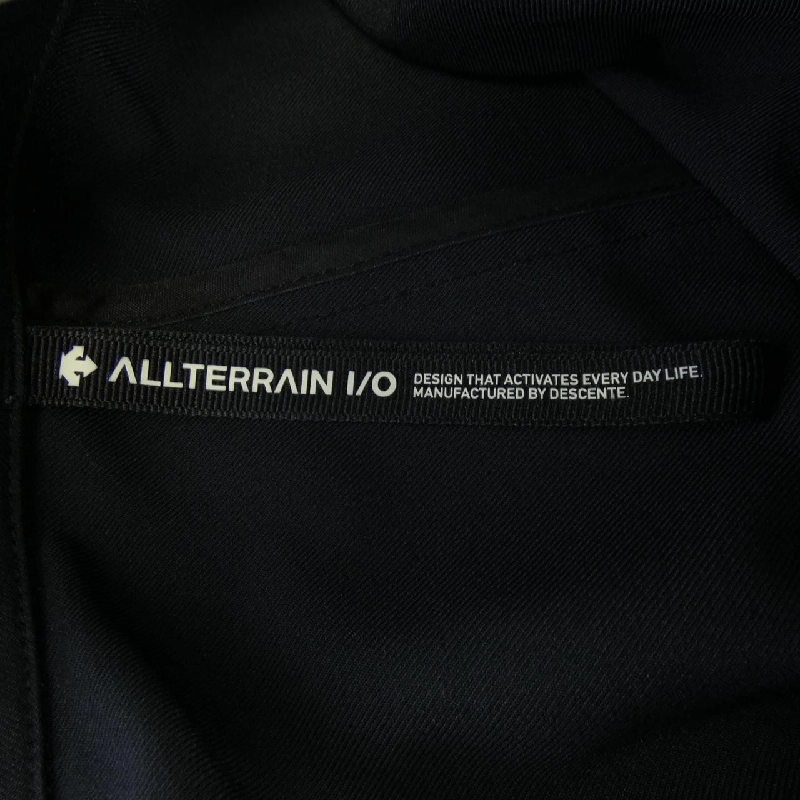 ALLTERRAIN I/O
DESIGN THAT ACTIVATES EVERY DAY LIFE.
MANUFACTURED BY DESCENTE.